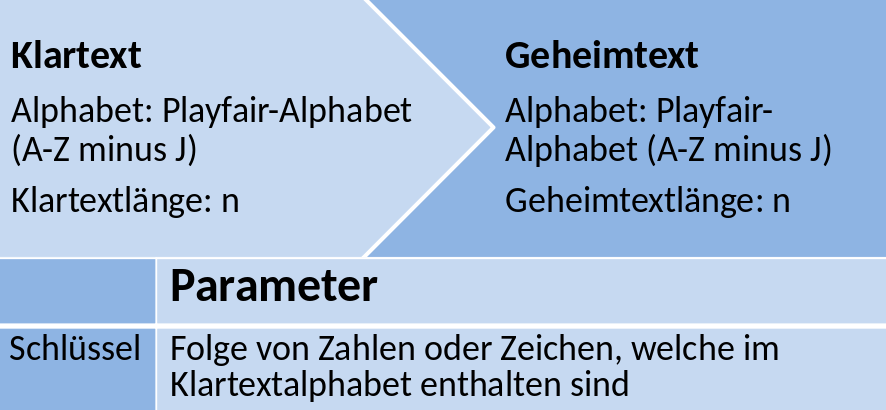 Klartext
Alphabet: Playfair-Alphabet
(A-Z minus J)
Klartextlänge: n
Geheimtext
Alphabet: Playfair-
Alphabet (A-Z minus J)
Geheimtextlänge: n
Parameter
Schlüssel
Folge von Zahlen oder Zeichen, welche im
Klartextalphabet enthalten sind